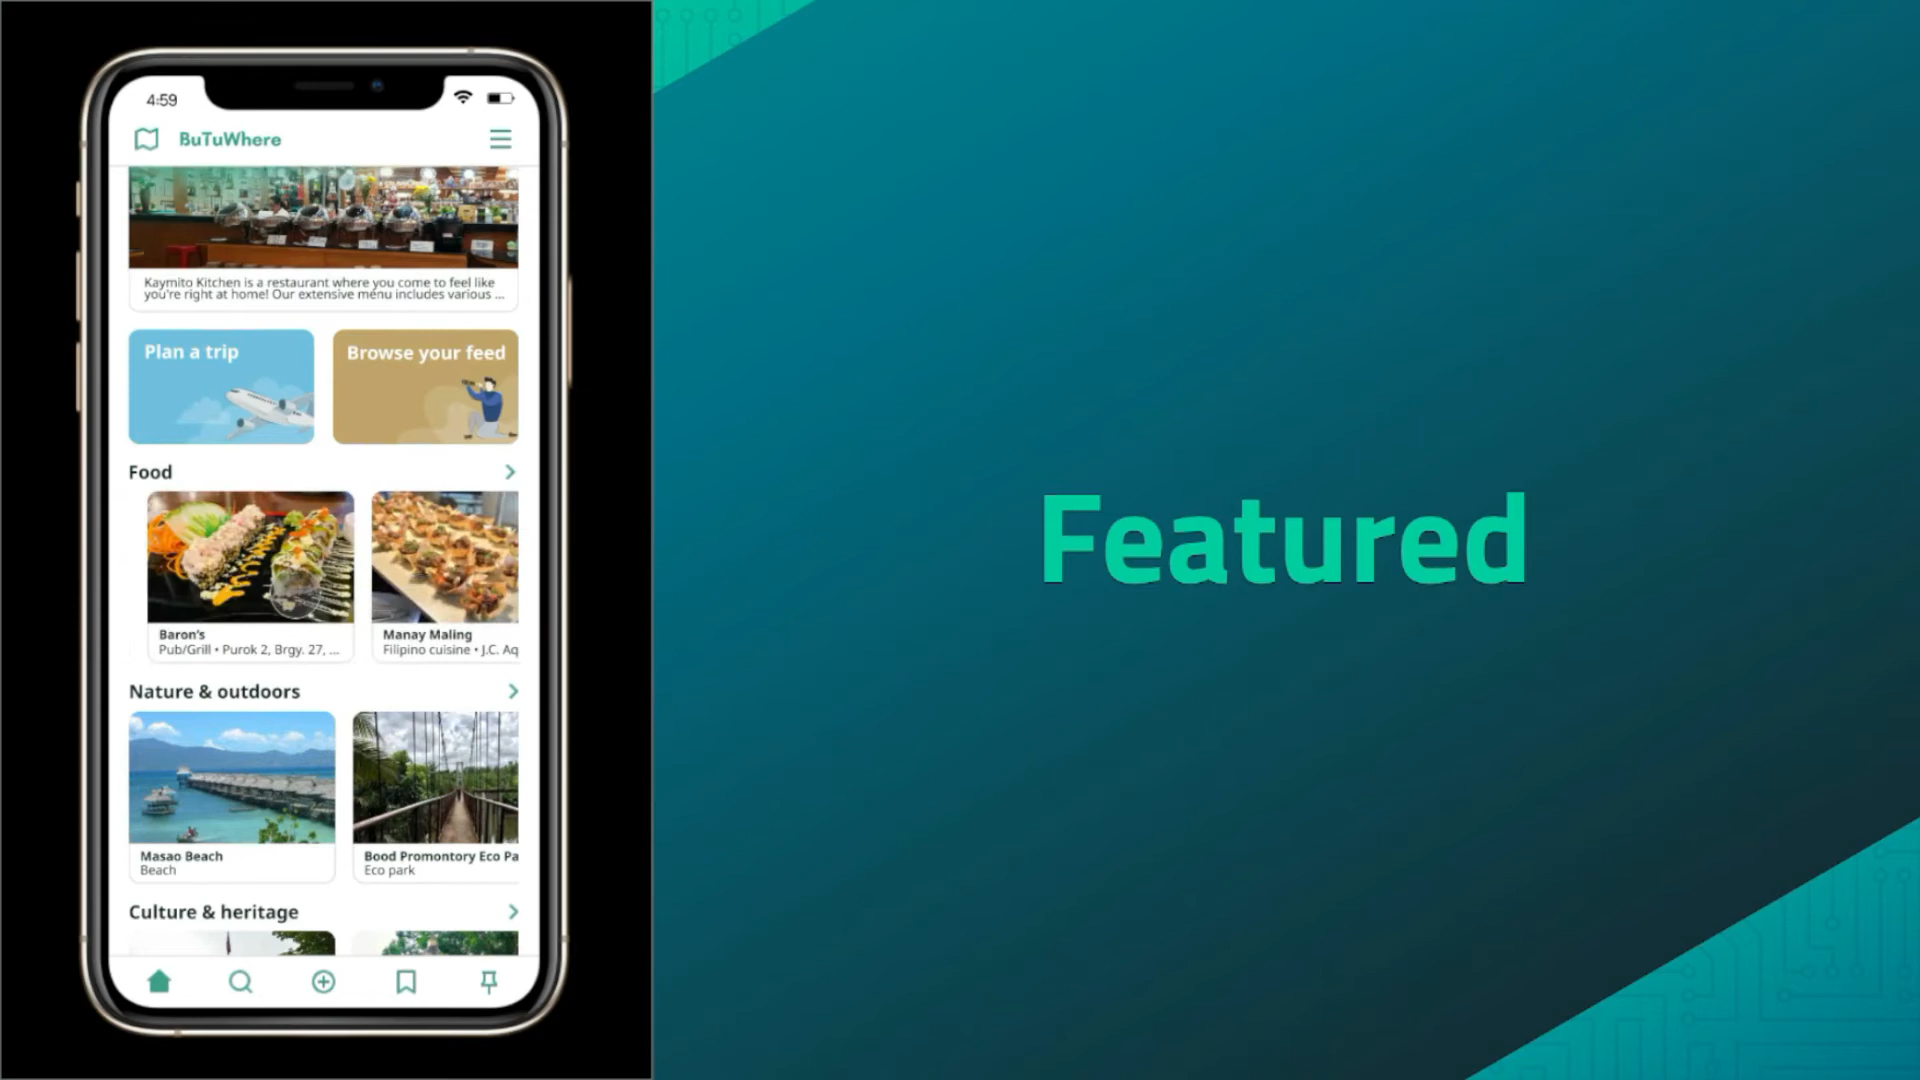 4:59
BuTuWhere
Kaymito Kitchen is a restaurant where you come to feel like
you're right at home! Our extensive menu includes various ...
Plan a trip
Browse your feed
Food
Baron's
Pub/Grill • Purok 2, Brgy. 27, ...
Manay Maling
Filipino cuisine • J.C. Aq
Nature & outdoors
Masao Beach
Beach
Bood Promontory Eco Pa
Eco park
Culture & heritage
Featured